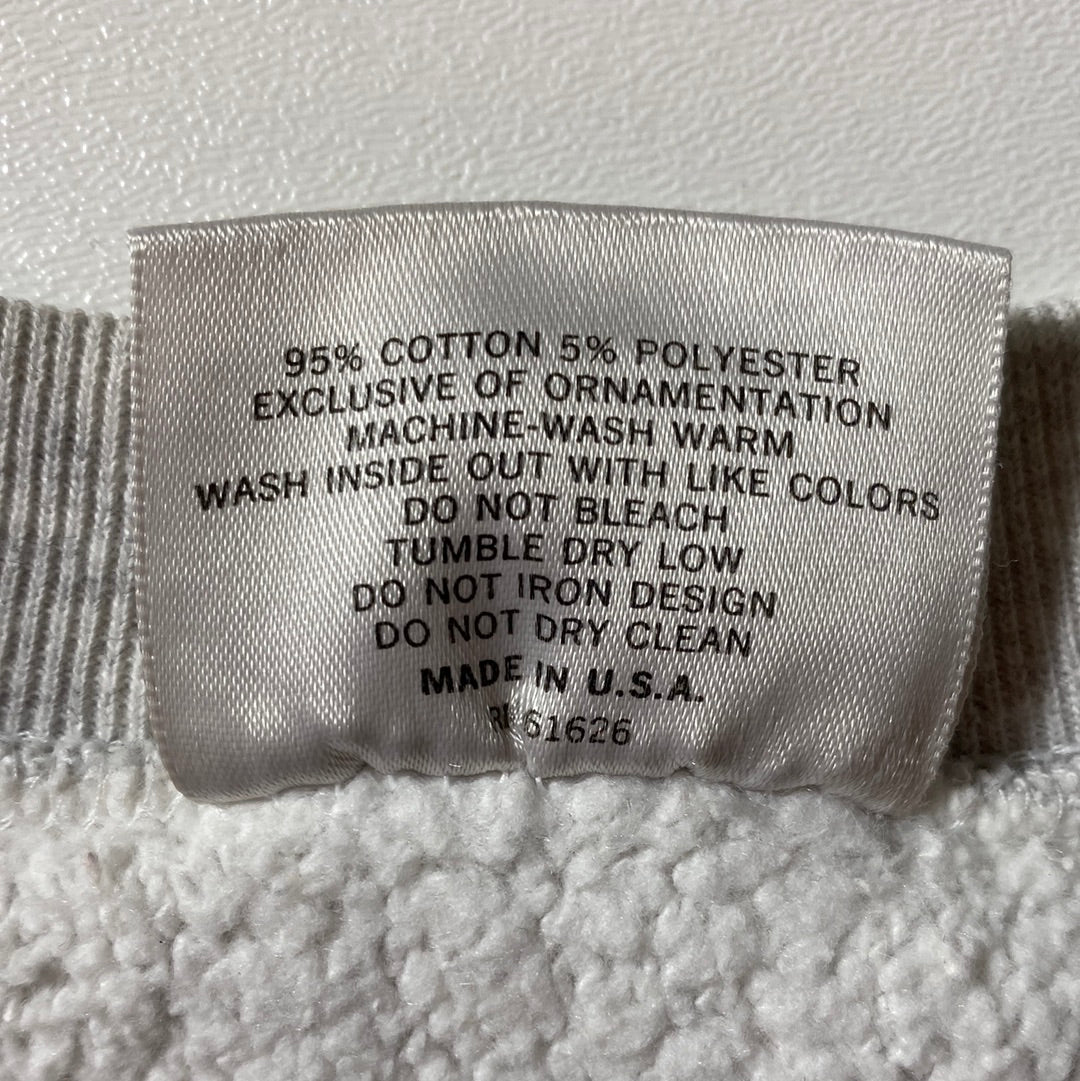 95% COTTON 5% POLYESTER
EXCLUSIVE OF ORNAMENTATION
MACHINE-WASH WARM
WASH INSIDE OUT WITH LIKE COLORS
DO NOT BLEACH
TUMBLE DRY LOW
DO NOT IRON DESIGN
DO NOT DRY CLEAN
MADE IN U.S.A.
61626